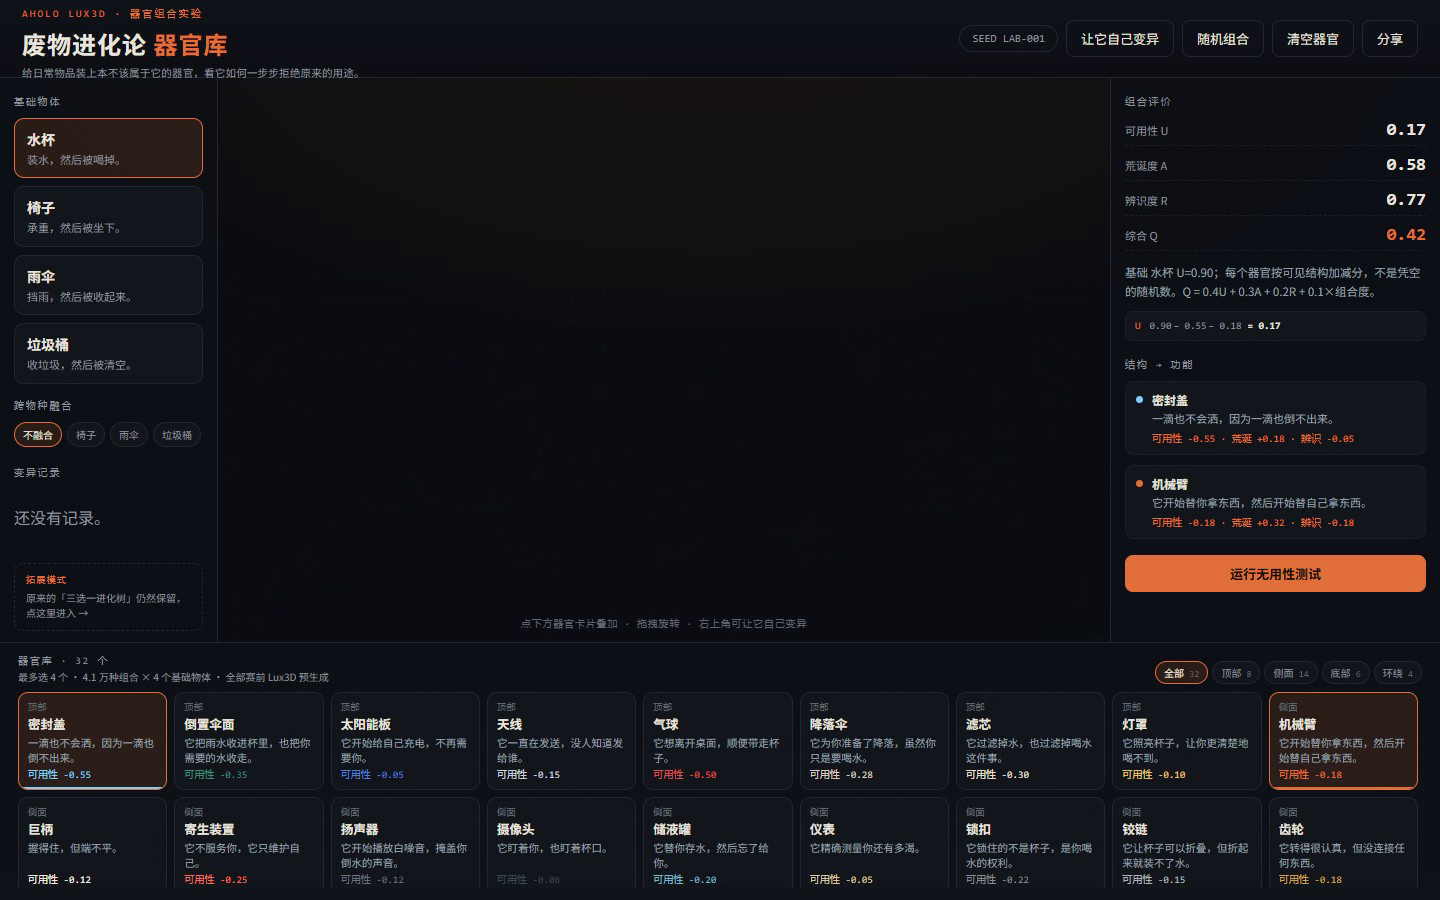 AHOLO LUX3D · 器官组合实验
废物进化论 器官库
给日常物品装上本不该属于它的器官，看它如何一步步拒绝原来的用途。
SEED LAB-001
让它自己变异
随机组合
清空器官
分享
基础物体
水杯
装水，然后被喝掉。
椅子
承重，然后被坐下。
雨伞
挡雨，然后被收起来。
垃圾桶
收垃圾，然后被清空。
跨物种融合
不融合 椅子 雨伞 垃圾桶
变异记录
还没有记录。
拓展模式
原来的「三选一进化树」仍然保留，
点这里进入 →
点下方器官卡片叠加 · 拖拽旋转 · 右上角可让它自己变异
组合评价
可用性 U 0.17
荒诞度 A 0.58
辨识度 R 0.77
综合 Q 0.42
基础 水杯 U=0.90；每个器官按可见结构加减分，不是凭空
的随机数。Q = 0.4U + 0.3A + 0.2R + 0.1×组合度。
U 0.90 − 0.55 − 0.18 = 0.17
结构 → 功能
密封盖
一滴也不会洒，因为一滴也倒不出来。
可用性 -0.55 · 荒诞 +0.18 · 辨识 -0.05
机械臂
它开始替你拿东西，然后开始替自己拿东西。
可用性 -0.18 · 荒诞 +0.32 · 辨识 -0.18
运行无用性测试
器官库 · 32 个
最多选 4 个 · 4.1 万种组合 × 4 个基础物体 · 全部赛前 Lux3D 预生成
全部 32 顶部 8 侧面 14 底部 6 环绕 4
顶部
密封盖
一滴也不会洒，因为一滴也
倒不出来。
可用性 -0.55
顶部
倒置伞面
它把雨水收进杯里，也把你
需要的水收走。
可用性 -0.35
顶部
太阳能板
它开始给自己充电，不再需
要你。
可用性 -0.05
顶部
天线
它一直在发送，没人知道发
给谁。
可用性 -0.15
顶部
气球
它想离开桌面，顺便带走杯
子。
可用性 -0.50
顶部
降落伞
它为你准备了降落，虽然你
只是要喝水。
可用性 -0.28
顶部
滤芯
它过滤掉水，也过滤掉喝水
这件事。
可用性 -0.30
顶部
灯罩
它照亮杯子，让你更清楚地
喝不到。
可用性 -0.10
侧面
机械臂
它开始替你拿东西，然后开
始替自己拿东西。
可用性 -0.18
侧面
巨柄
握得住，但端不平。
可用性 -0.12
侧面
寄生装置
它不服务你，它只维护自
己。
可用性 -0.25
侧面
扬声器
它开始播放白噪音，掩盖你
倒水的声音。
可用性 -0.12
侧面
摄像头
它盯着你，也盯着杯口。
可用性 -0.08
侧面
储液罐
它替你存水，然后忘了给
你。
可用性 -0.20
侧面
仪表
它精确测量你还有多渴。
可用性 -0.05
侧面
锁扣
它锁住的不是杯子，是你喝
水的权利。
可用性 -0.22
侧面
铰链
它让杯子可以折叠，但折起
来就装不了水。
可用性 -0.15
侧面
齿轮
它转得很认真，但没连接任
何东西。
可用性 -0.18